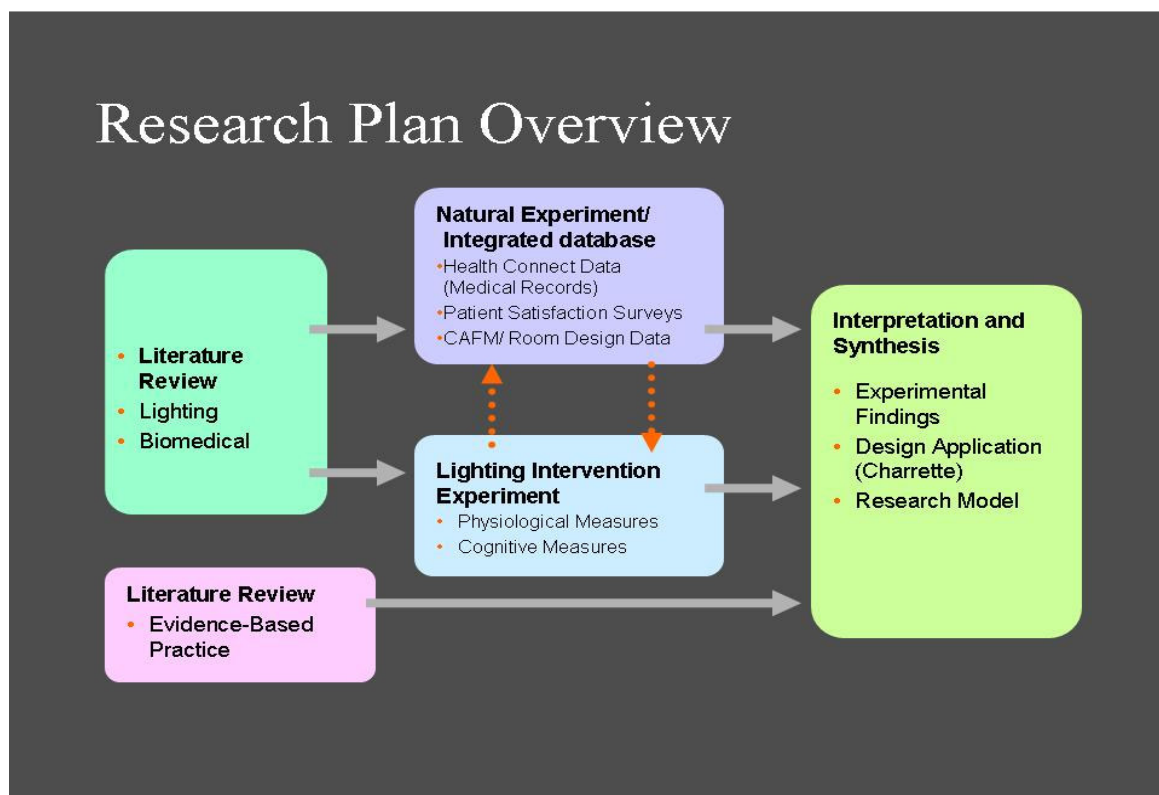 Research Plan Overview
• Literature
Review
• Lighting
• Biomedical
Natural Experiment/
Integrated database
•Health Connect Data
(Medical Records)
•Patient Satisfaction Surveys
•CAFM/ Room Design Data
Lighting Intervention
Experiment
• Physiological Measures
• Cognitive Measures
Literature Review
• Evidence-Based
Practice
Interpretation and
Synthesis
• Experimental
Findings
• Design Application
(Charrette)
• Research Model